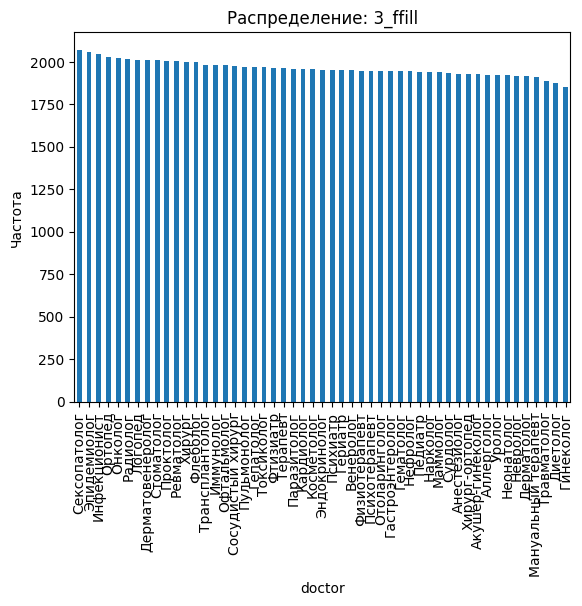 Распределение: 3_ffill
Частота
2000
1750
1500
1250
1000
750
500
250
0
Сексопатолог
Эпидемиолог
Инфекционист
Ортопед
Онколог
Радиолог
Логопед
Дерматовенеролог
Стоматолог
Проктолог
Ревматолог
Хирург
Флеболог
Трансплантолог
Иммунолог
Офтальмолог
Сосудистый хирург
Пульмонолог
Гепатолог
Токсиколог
Фтизиатр
Терапевт
Паразитолог
Кардиолог
Косметолог
Эндокринолог
Психиатр
Гериатр
Венеролог
Физиотерапевт
Психотерапевт
Отоларинголог
Гастроэнтеролог
Гематолог
Нефролог
Педиатр
Нарколог
Маммолог
Сурдолог
Анестезиолог
Хирург-ортопед
Акушер-гинеколог
Аллерголог
уролог
Неонатолог
Невролог
Дерматолог
Мануальный терапевт
Травматолог
Диетолог
Гинеколог
doctor